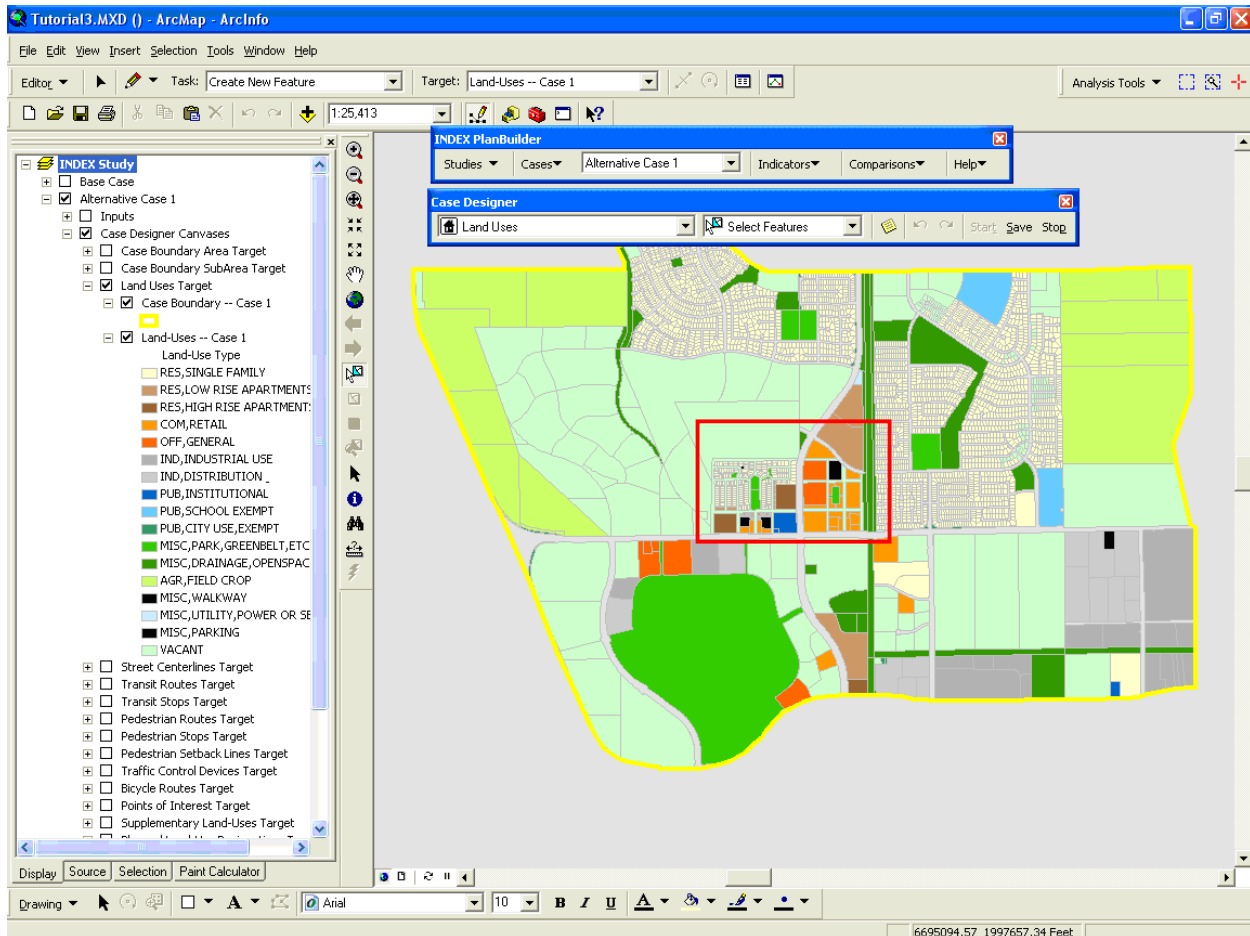 Tutorial3.MXD () - ArcMap - ArcInfo
File Edit View Insert Selection Tools Window Help
Editor Task: Create New Feature Target: Land-Uses -- Case 1 Analysis Tools
1:25,413
INDEX PlanBuilder
Studies Cases Alternative Case 1 Indicators Comparisons Help
Case Designer
Land Uses Select Features Start Save Stop
INDEX Study
Base Case
Alternative Case 1
Inputs
Case Designer Canvases
Case Boundary Area Target
Case Boundary SubArea Target
Land Uses Target
Case Boundary -- Case 1
Land-Uses -- Case 1
Land-Use Type
RES,SINGLE FAMILY
RES,LOW RISE APARTMENTS
RES,HIGH RISE APARTMENT
COM,RETAIL
OFF,GENERAL
IND,INDUSTRIAL USE
IND,DISTRIBUTION _
PUB,INSTITUTIONAL
PUB,SCHOOL EXEMPT
PUB,CITY USE,EXEMPT
MISC,PARK,GREENBELT,ETC
MISC,DRAINAGE,OPENSPAC
AGR,FIELD CROP
MISC,WALKWAY
MISC,UTILITY,POWER OR SE
MISC,PARKING
VACANT
Street Centerlines Target
Transit Routes Target
Transit Stops Target
Pedestrian Routes Target
Pedestrian Stops Target
Pedestrian Setback Lines Target
Traffic Control Devices Target
Bicycle Routes Target
Points of Interest Target
Supplementary Land-Uses Target
Display Source Selection Paint Calculator
Drawing A Arial 10 B I U A
6695094.57 1997657.34 Feet